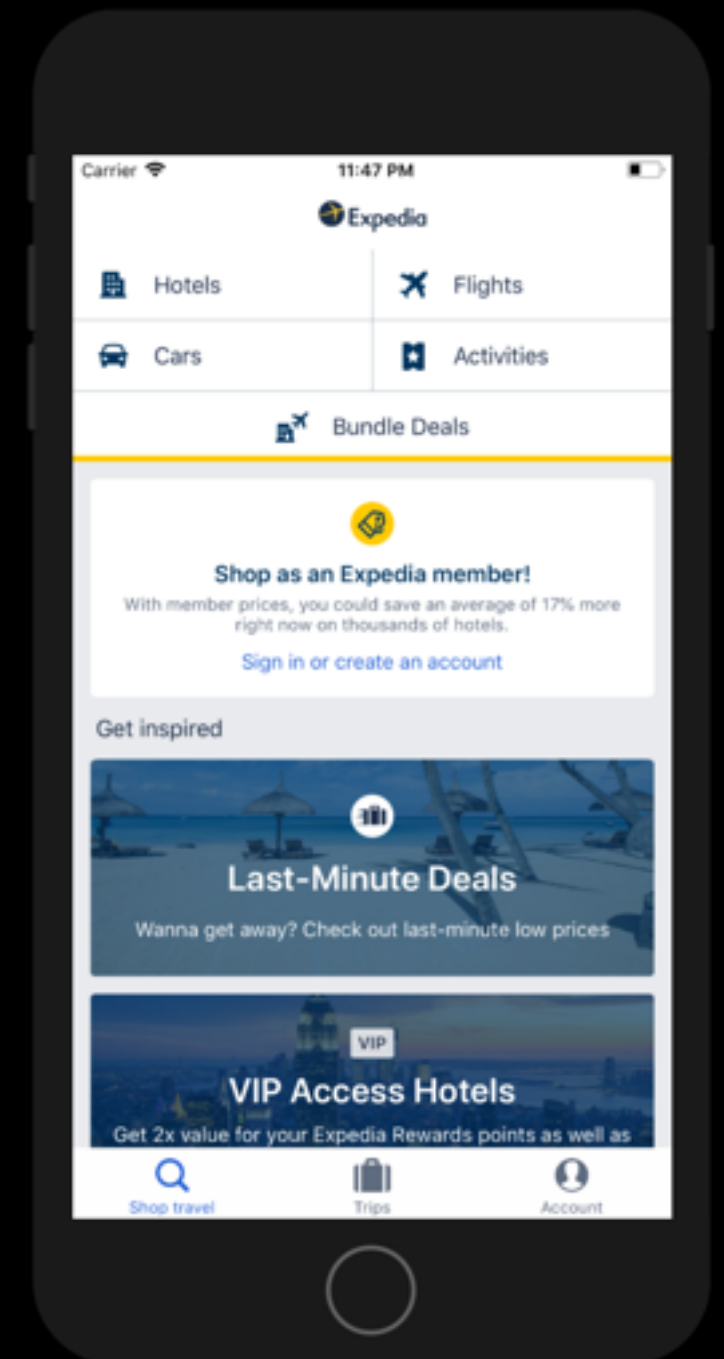 Carrier 11:47 PM
Expedia
Hotels Flights
Cars Activities
Bundle Deals
Shop as an Expedia member!
With member prices, you could save an average of 17% more
right now on thousands of hotels.
Sign in or create an account
Get inspired
Last-Minute Deals
Wanna get away? Check out last-minute low prices
VIP
VIP Access Hotels
Get 2x value for your Expedia Rewards points as well as
Shop travel Trips Account